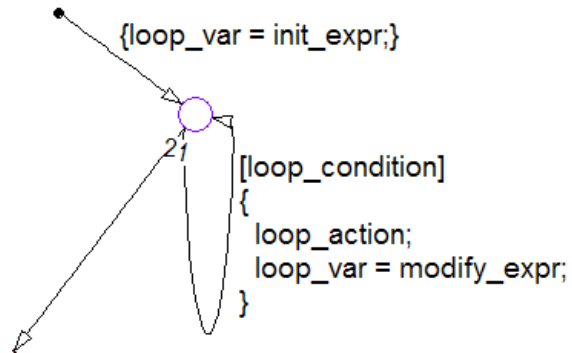 {loop_var = init_expr;}
21
[loop_condition]
{
loop_action;
loop_var = modify_expr;
}